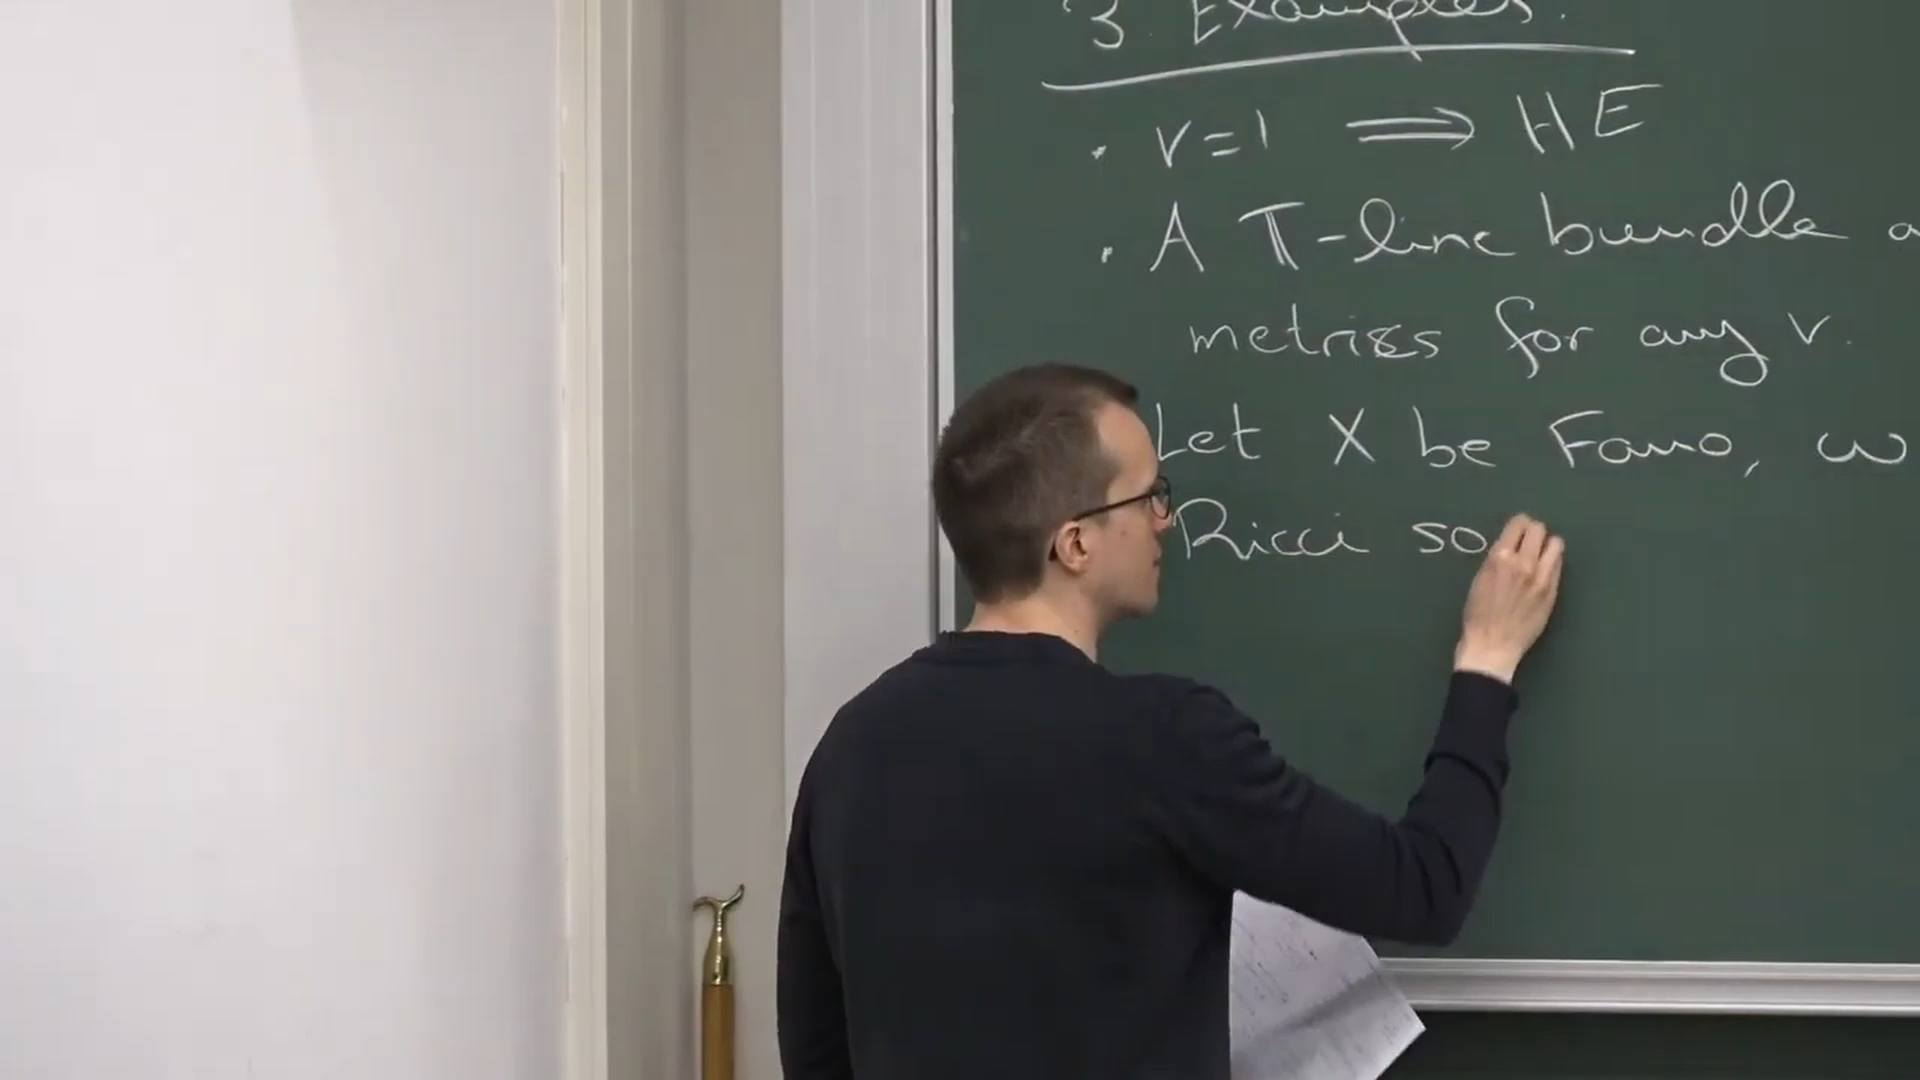 3. Examples.
• v=1 ⟹ HE
• A T-line bundle a
metrics for any v.
Let X be Fano, ω
Ricci so